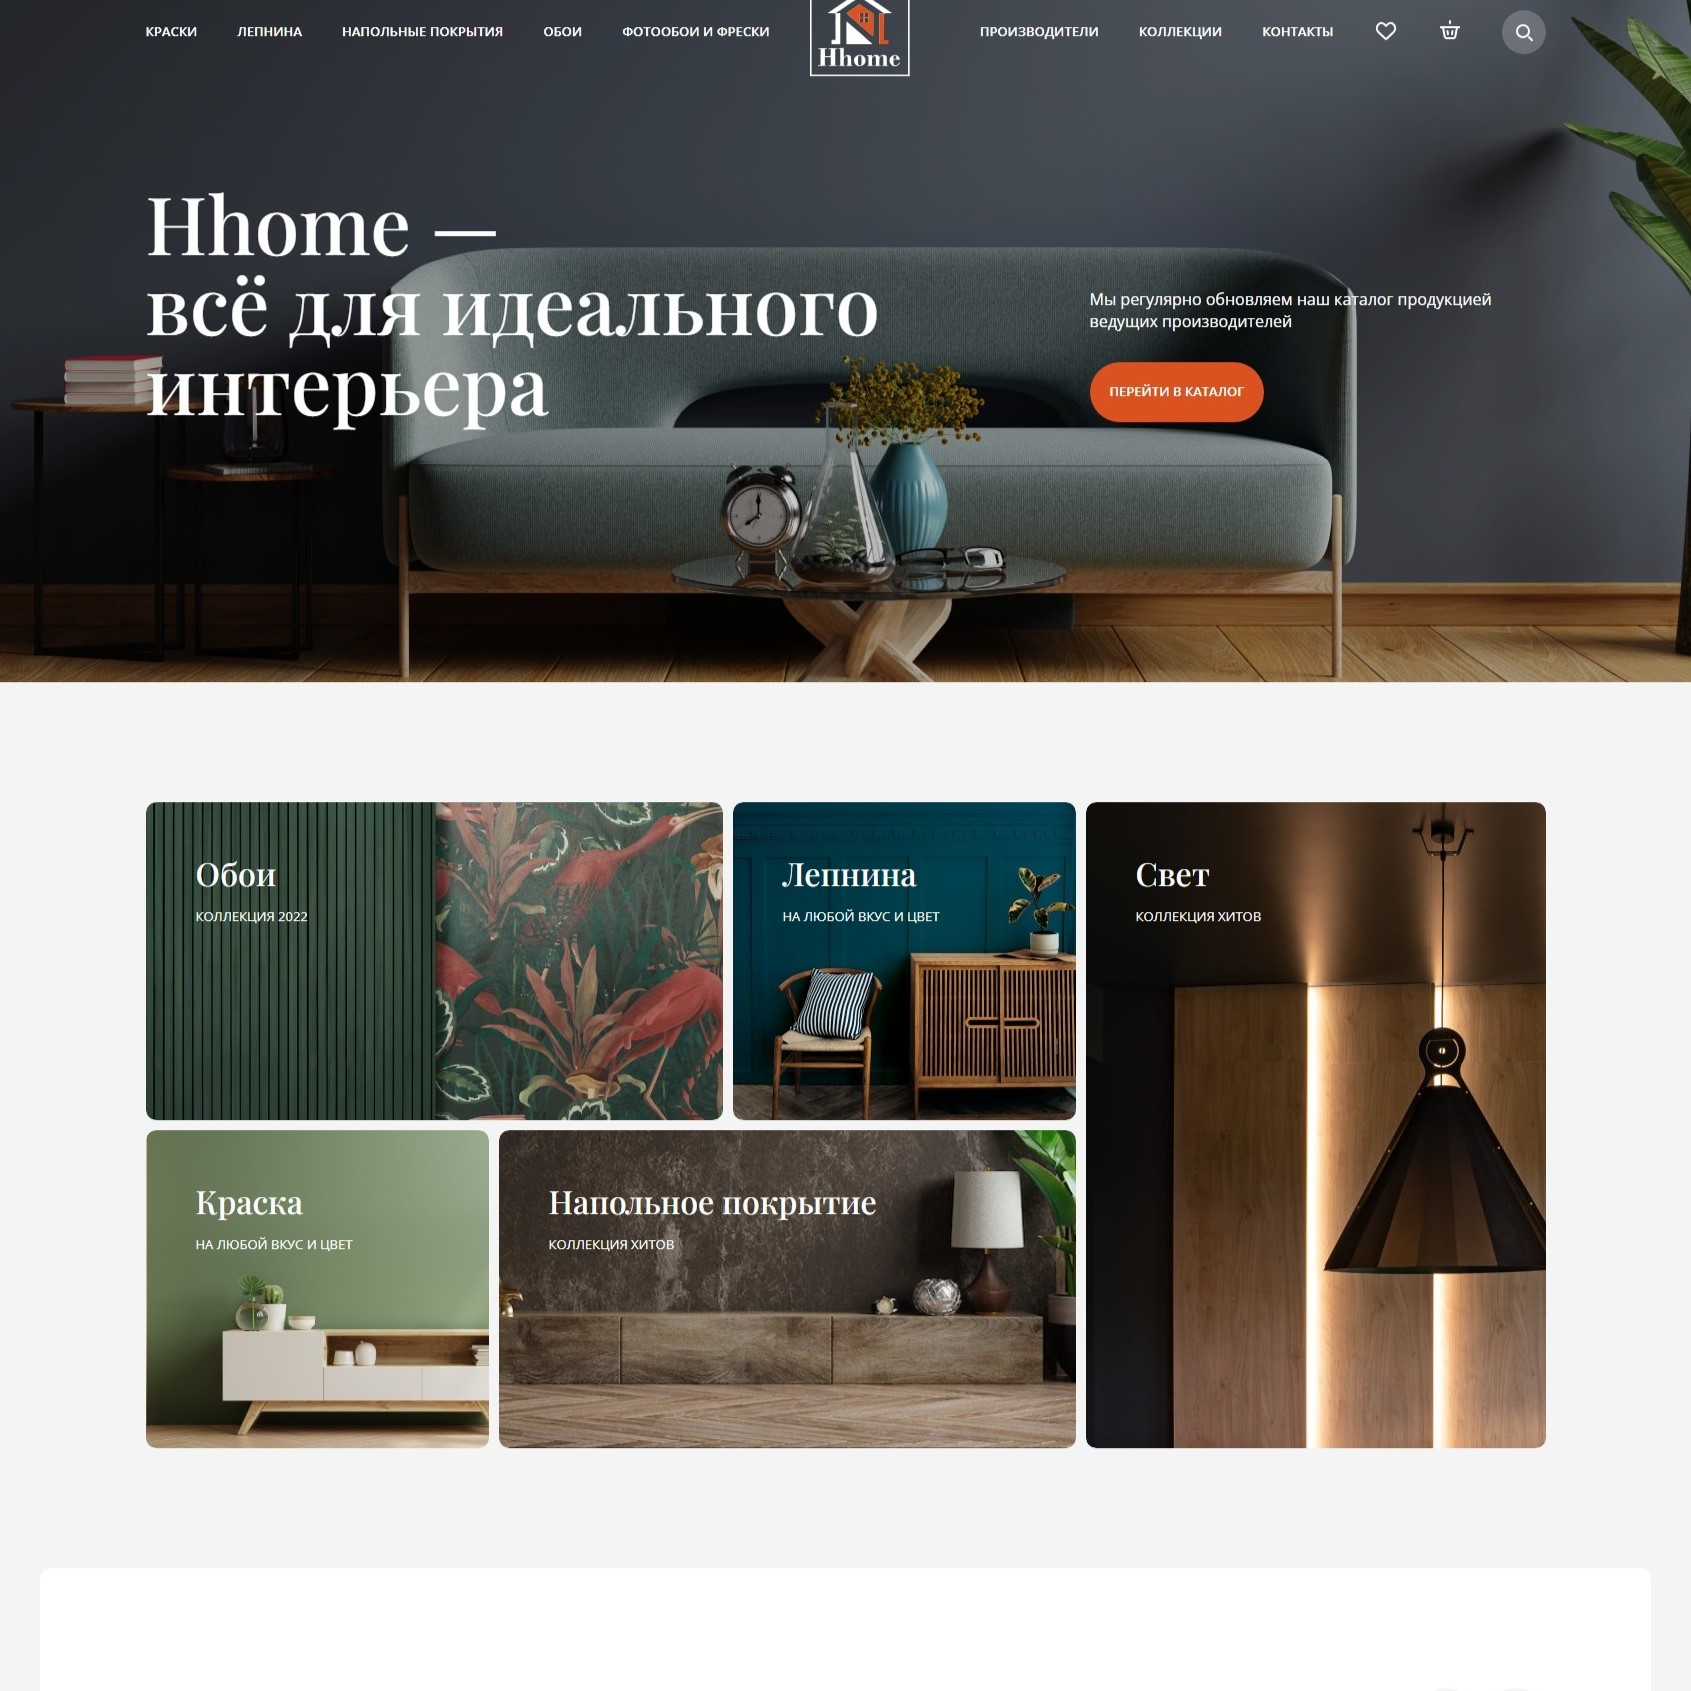 КРАСКИ
ЛЕПНИНА
НАПОЛЬНЫЕ ПОКРЫТИЯ
ОБОИ
ФОТООБОИ И ФРЕСКИ
Hhome
ПРОИЗВОДИТЕЛИ
КОЛЛЕКЦИИ
КОНТАКТЫ
Hhome —
всё для идеального
интерьера
Мы регулярно обновляем наш каталог продукцией
ведущих производителей
ПЕРЕЙТИ В КАТАЛОГ
Обои
КОЛЛЕКЦИЯ 2022
Лепнина
НА ЛЮБОЙ ВКУС И ЦВЕТ
Свет
КОЛЛЕКЦИЯ ХИТОВ
Краска
НА ЛЮБОЙ ВКУС И ЦВЕТ
Напольное покрытие
КОЛЛЕКЦИЯ ХИТОВ